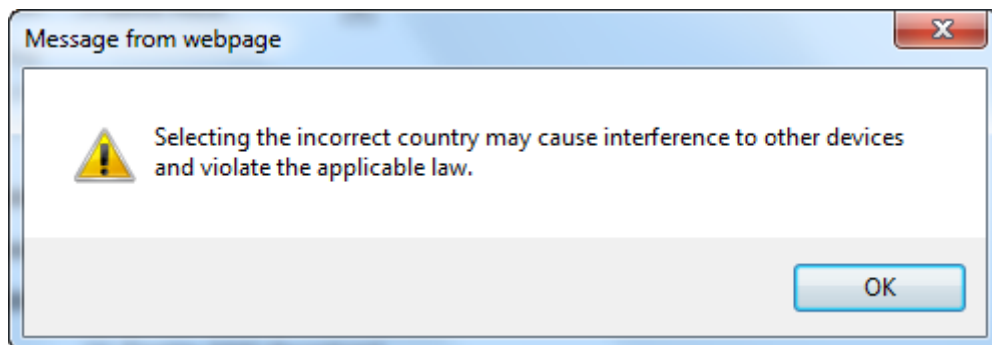 Message from webpage
Selecting the incorrect country may cause interference to other devices
and violate the applicable law.
OK